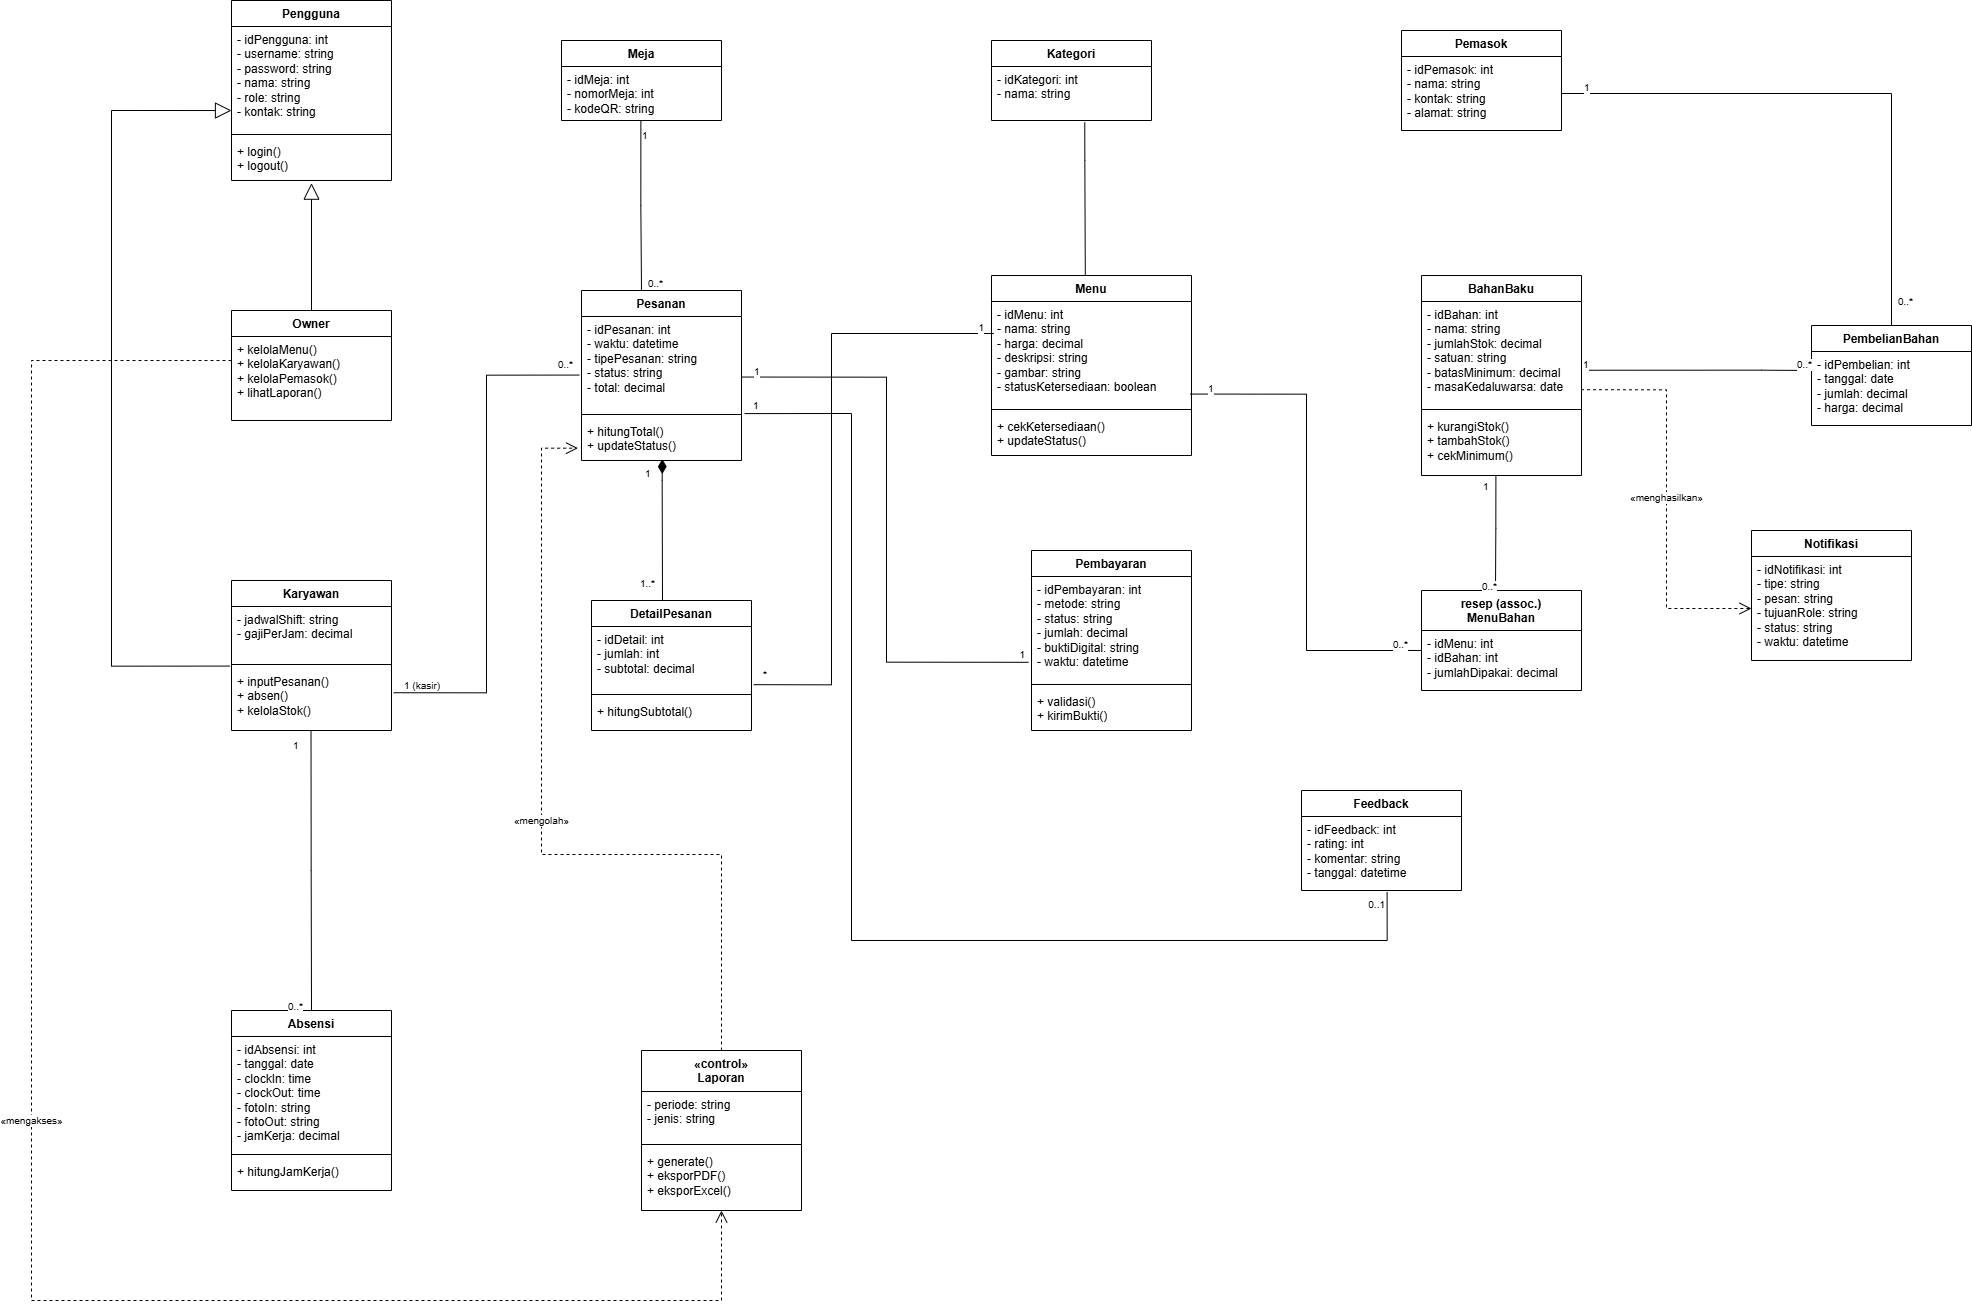 Pengguna
- idPengguna: int
- username: string
- password: string
- nama: string
- role: string
- kontak: string
+ login()
+ logout()
Meja
- idMeja: int
- nomorMeja: int
- kodeQR: string
1
0..*
Kategori
- idKategori: int
- nama: string
Pemasok
- idPemasok: int
- nama: string
- kontak: string
- alamat: string
1
0..*
Owner
+ kelolaMenu()
+ kelolaKaryawan()
+ kelolaPemasok()
+ lihatLaporan()
Pesanan
- idPesanan: int
- waktu: datetime
- tipePesanan: string
- status: string
- total: decimal
+ hitungTotal()
+ updateStatus()
0..*
1
1
1
1..*
Menu
- idMenu: int
- nama: string
- harga: decimal
- deskripsi: string
- gambar: string
- statusKetersediaan: boolean
+ cekKetersediaan()
+ updateStatus()
1
1
BahanBaku
- idBahan: int
- nama: string
- jumlahStok: decimal
- satuan: string
- batasMinimum: decimal
- masaKedaluwarsa: date
+ kurangiStok()
+ tambahStok()
+ cekMinimum()
1
0..*
1
0..*
PembelianBahan
- idPembelian: int
- tanggal: date
- jumlah: decimal
- harga: decimal
«menghasilkan»
Notifikasi
- idNotifikasi: int
- tipe: string
- pesan: string
- tujuanRole: string
- status: string
- waktu: datetime
Karyawan
- jadwalShift: string
- gajiPerJam: decimal
+ inputPesanan()
+ absen()
+ kelolaStok()
1 (kasir)
1
0..*
DetailPesanan
- idDetail: int
- jumlah: int
- subtotal: decimal
+ hitungSubtotal()
*
Pembayaran
- idPembayaran: int
- metode: string
- status: string
- jumlah: decimal
- buktiDigital: string
- waktu: datetime
+ validasi()
+ kirimBukti()
1
resep (assoc.)
MenuBahan
- idMenu: int
- idBahan: int
- jumlahDipakai: decimal
0..*
Feedback
- idFeedback: int
- rating: int
- komentar: string
- tanggal: datetime
0..1
«mengolah»
Absensi
- idAbsensi: int
- tanggal: date
- clockIn: time
- clockOut: time
- fotoIn: string
- fotoOut: string
- jamKerja: decimal
+ hitungJamKerja()
«mengakses»
«control»
Laporan
- periode: string
- jenis: string
+ generate()
+ eksporPDF()
+ eksporExcel()